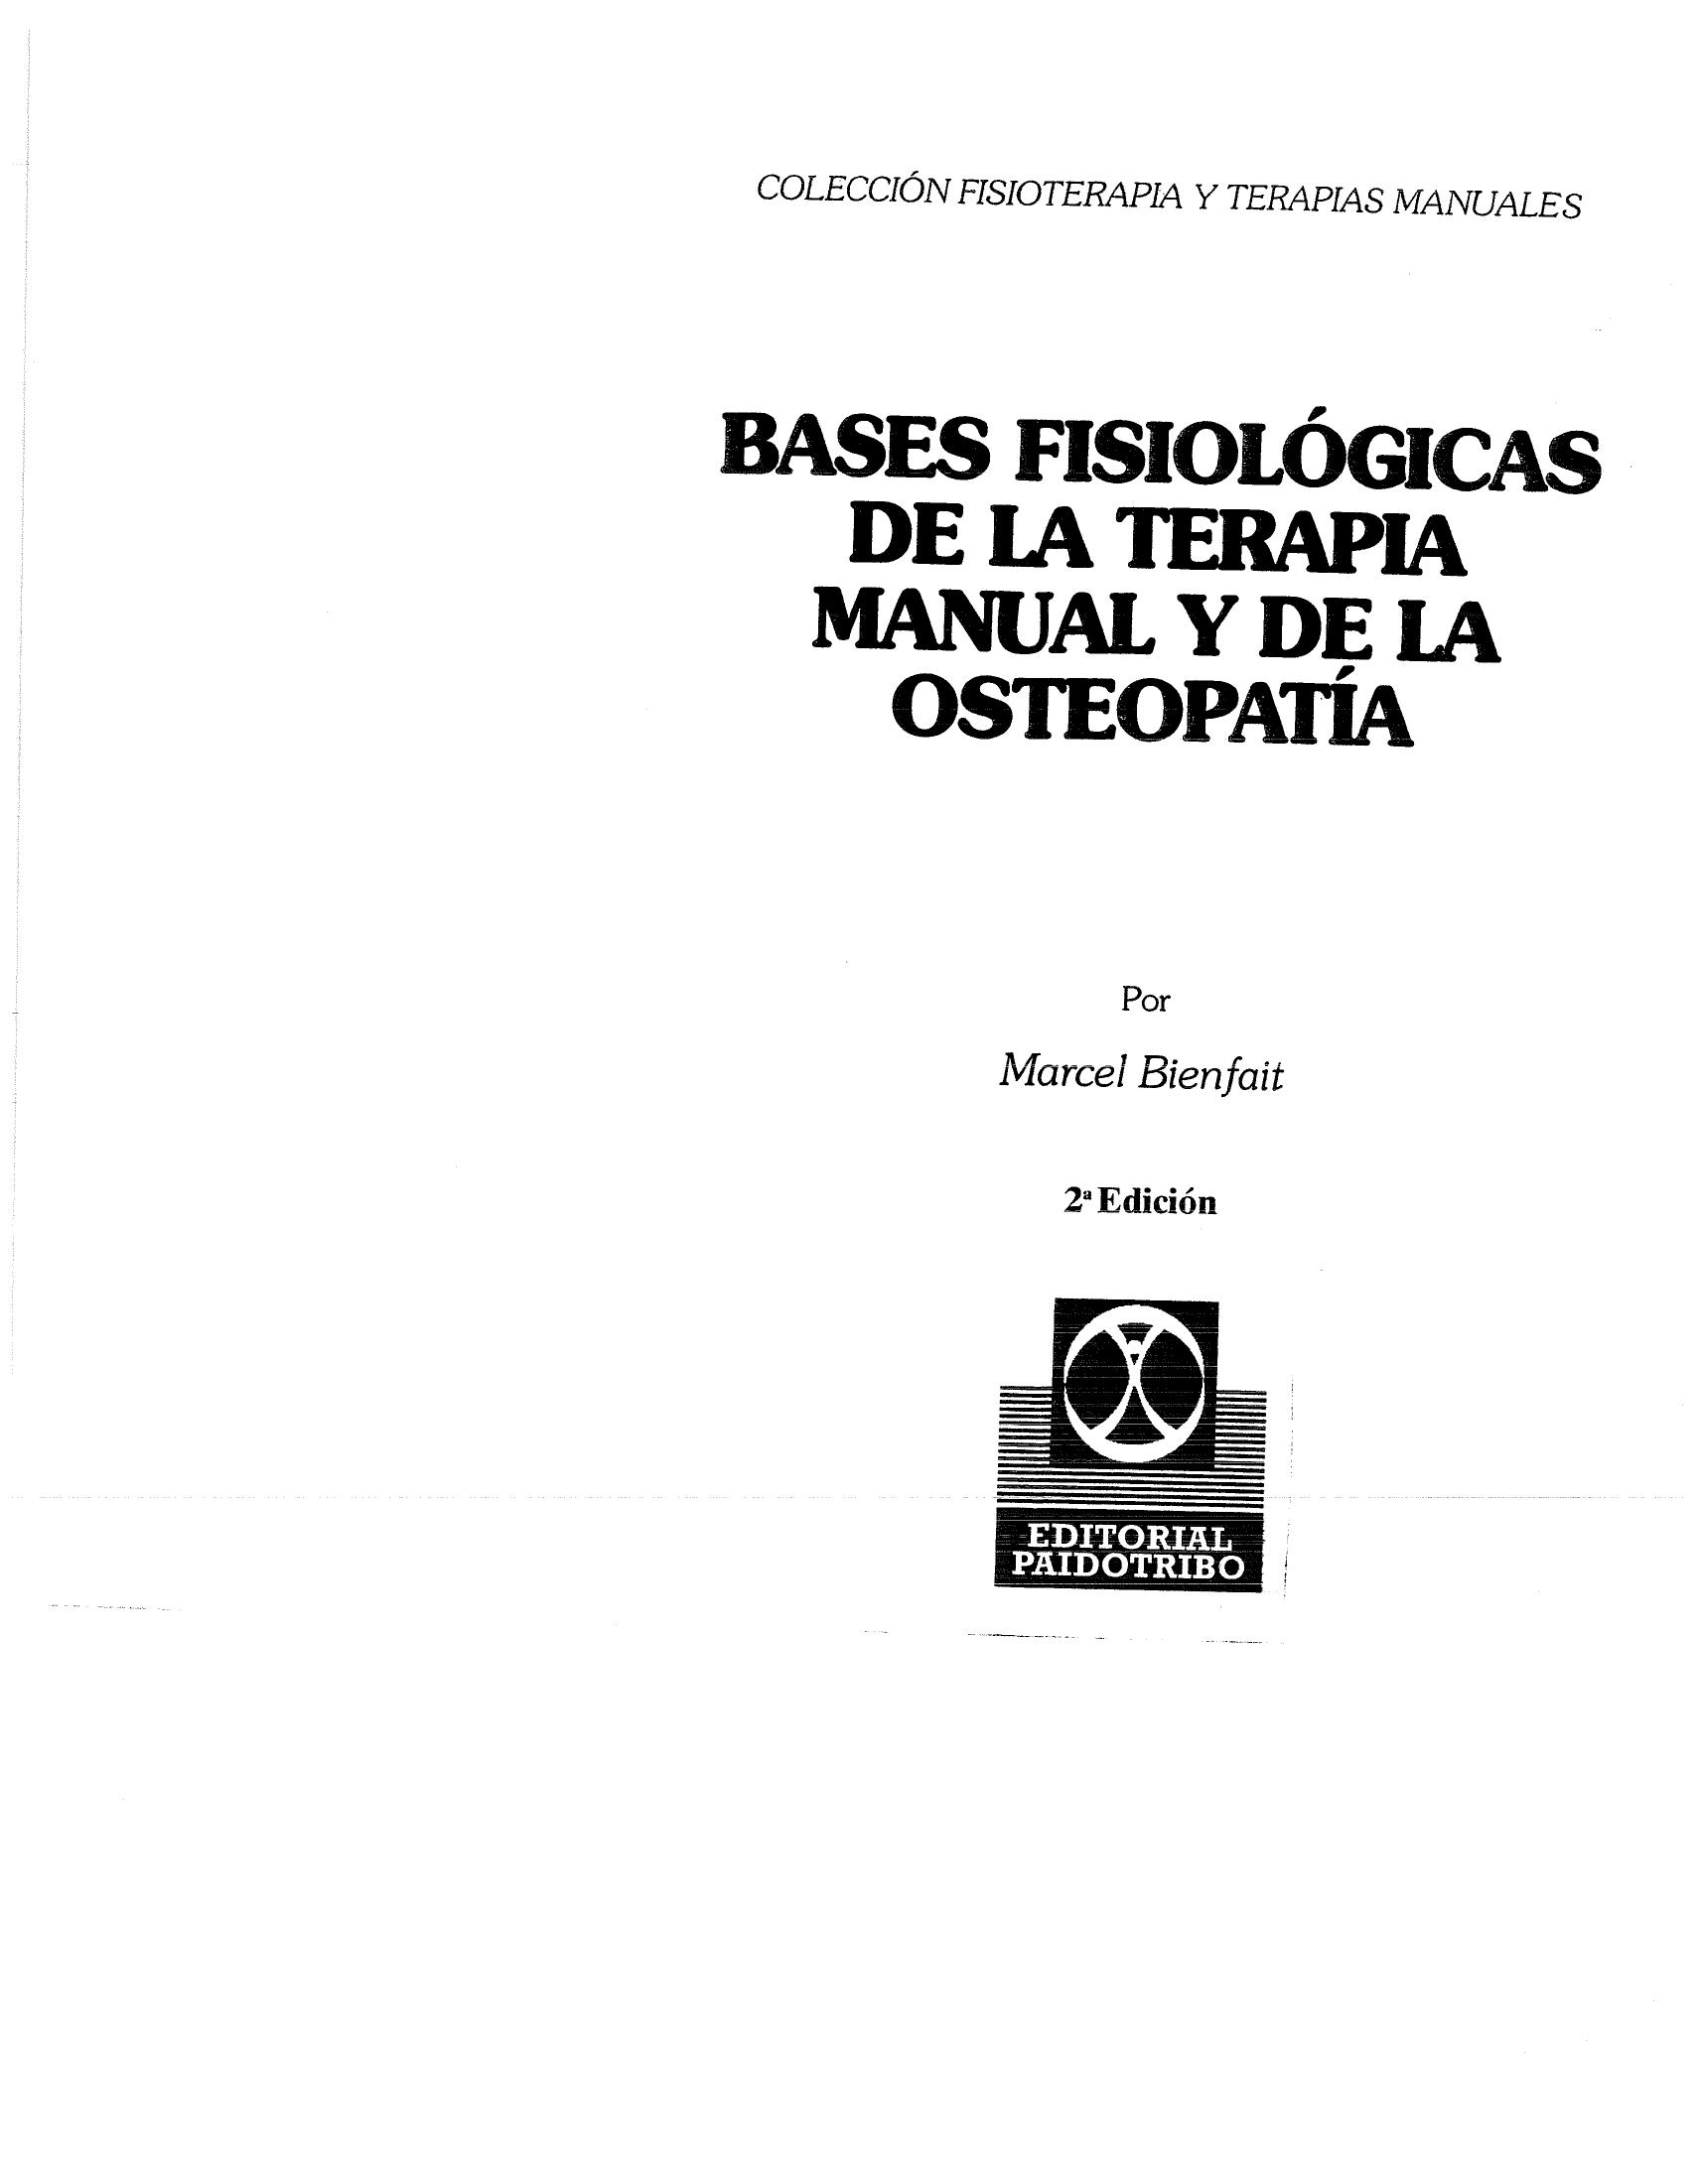 COLECCIÓN FISIOTERAPIA Y TERAPIAS MANUALES
BASES FISIOLÓGICAS
DE LA TERAPIA
MANUAL Y DE LA
OSTEOPATÍA
Por
Marcel Bienfait
2ª Edición
EDITORIAL
PAIDOTRIBO